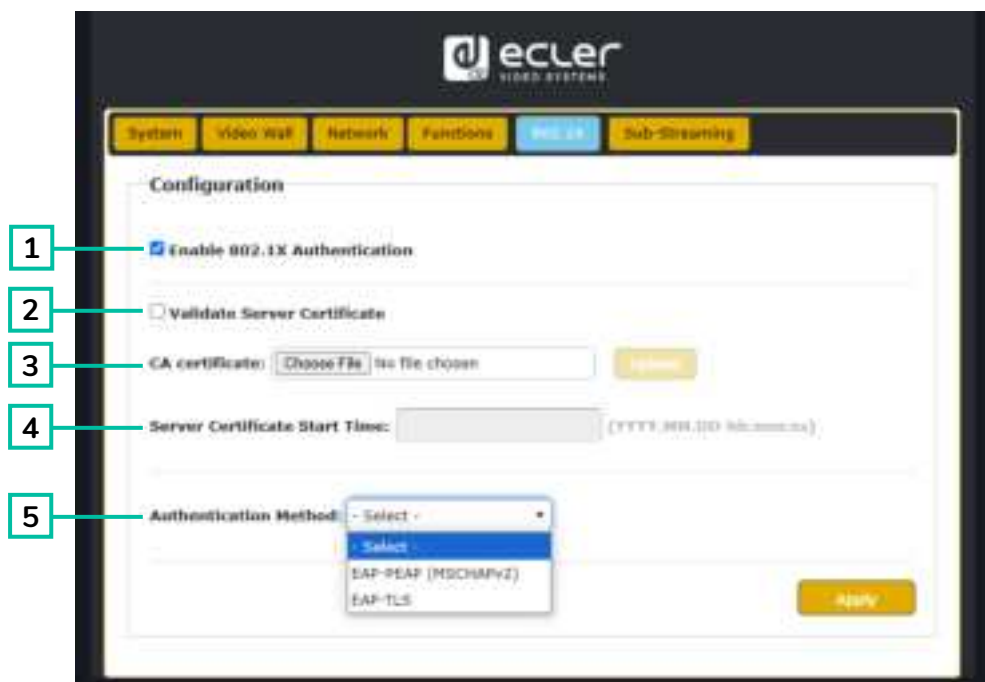 ecler
VIDEO SYSTEMS
System Video Wall Network Functions 802.1X Sub-Streaming
Configuration
1 Enable 802.1X Authentication
2 Validate Server Certificate
3 CA certificate: Choose File No file chosen
4 Server Certificate Start Time: (YYYY.MM.DD hh:mm:ss)
5 Authentication Method: - Select -
- Select -
EAP-PEAP (MSCHAPv2)
EAP-TLS
Apply